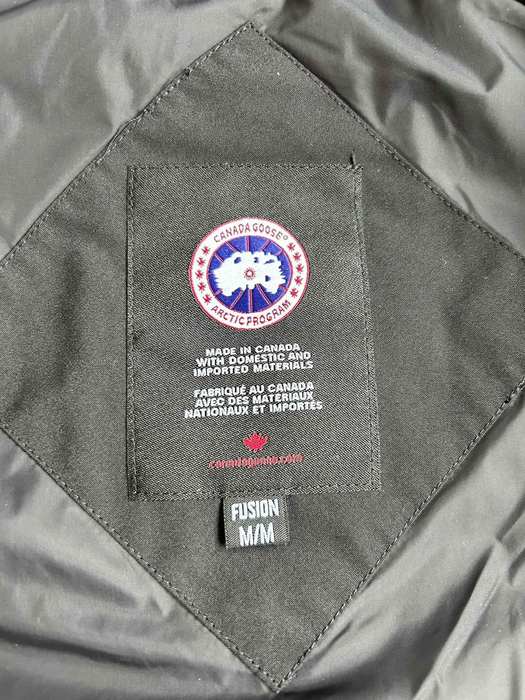 CANADA GOOSE®
ARCTIC PROGRAM
MADE IN CANADA
WITH DOMESTIC AND
IMPORTED MATERIALS
FABRIQUÉ AU CANADA
AVEC DES MATÉRIAUX
NATIONAUX ET IMPORTÉS
canadagoose.com
FUSION
M/M